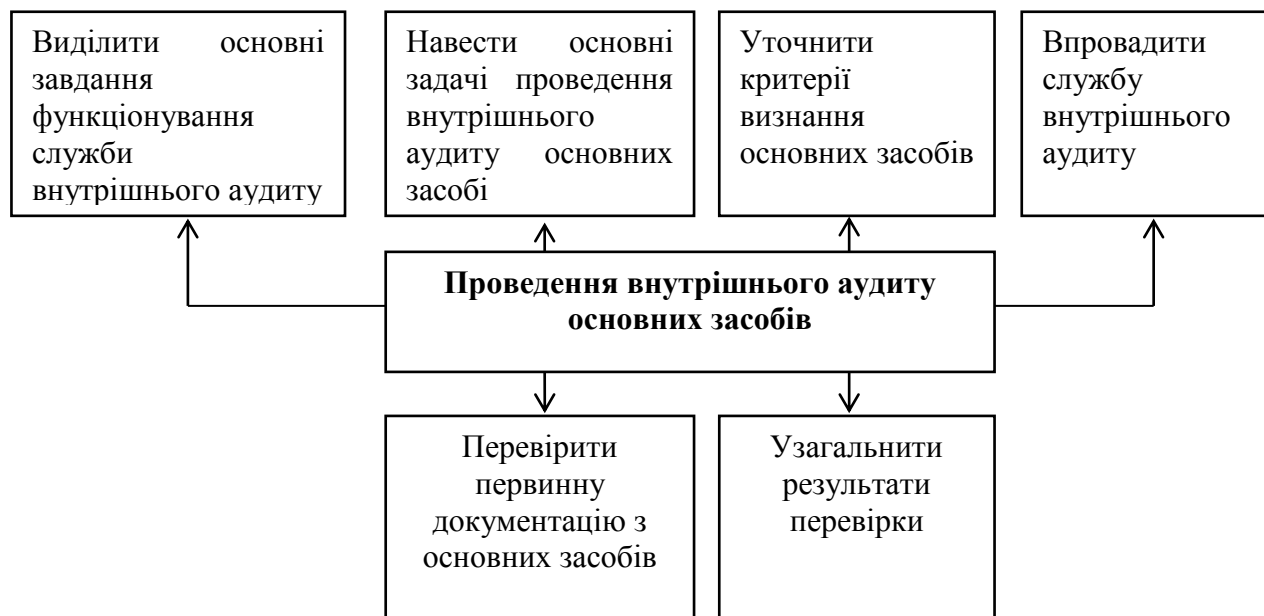 Виділити основні
завдання
функціонування
служби
внутрішнього аудиту
Навести основні
задачі проведення
внутрішнього
аудиту основних
засобі
Уточнити
критерії
визнання
основних засобів
Впровадити
службу
внутрішнього
аудиту
Проведення внутрішнього аудиту
основних засобів
Перевірити
первинну
документацію з
основних засобів
Узагальнити
результати
перевірки